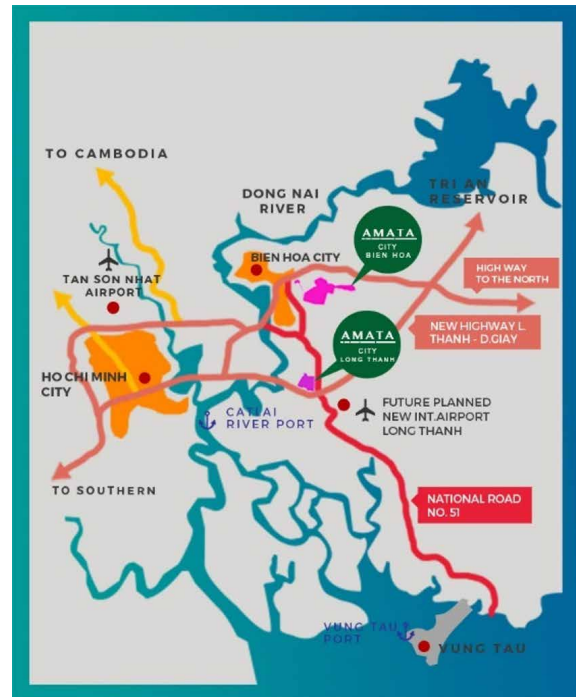 TO CAMBODIA
DONG NAI
RIVER
TRI AN
RESERVOIR
AMATA
CITY
BIEN HOA
BIEN HOA CITY
TAN SON NHAT
AIRPORT
HIGH WAY
TO THE NORTH
NEW HIGHWAY L.
THANH - D.GIAY
AMATA
CITY
LONG THANH
HO CHI MINH
CITY
CATLAI
RIVER PORT
FUTURE PLANNED
NEW INT.AIRPORT
LONG THANH
TO SOUTHERN
NATIONAL ROAD
NO. 51
VUNG TAU
PORT
VUNG TAU